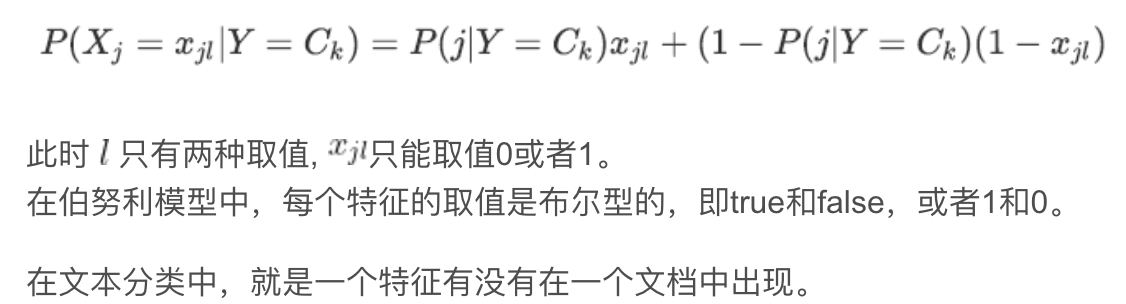 P(X_j = x_{jl}|Y = C_k) = P(j|Y = C_k)x_{jl} + (1 − P(j|Y = C_k)(1 − x_{jl})
此时 l 只有两种取值, x_{jl}只能取值0或者1。
在伯努利模型中，每个特征的取值是布尔型的，即true和false，或者1和0。
在文本分类中，就是一个特征有没有在一个文档中出现。